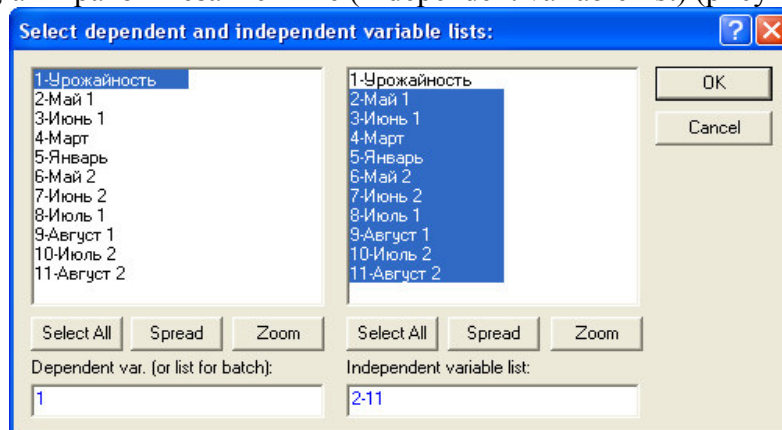 (Independent variable list)
Select dependent and independent variable lists:
1-Урожайность
2-Май 1
3-Июнь 1
4-Март
5-Январь
6-Май 2
7-Июнь 2
8-Июль 1
9-Август 1
10-Июль 2
11-Август 2
1-Урожайность
2-Май 1
3-Июнь 1
4-Март
5-Январь
6-Май 2
7-Июнь 2
8-Июль 1
9-Август 1
10-Июль 2
11-Август 2
OK
Cancel
Select All Spread Zoom
Select All Spread Zoom
Dependent var. (or list for batch):
1
Independent variable list:
2-11